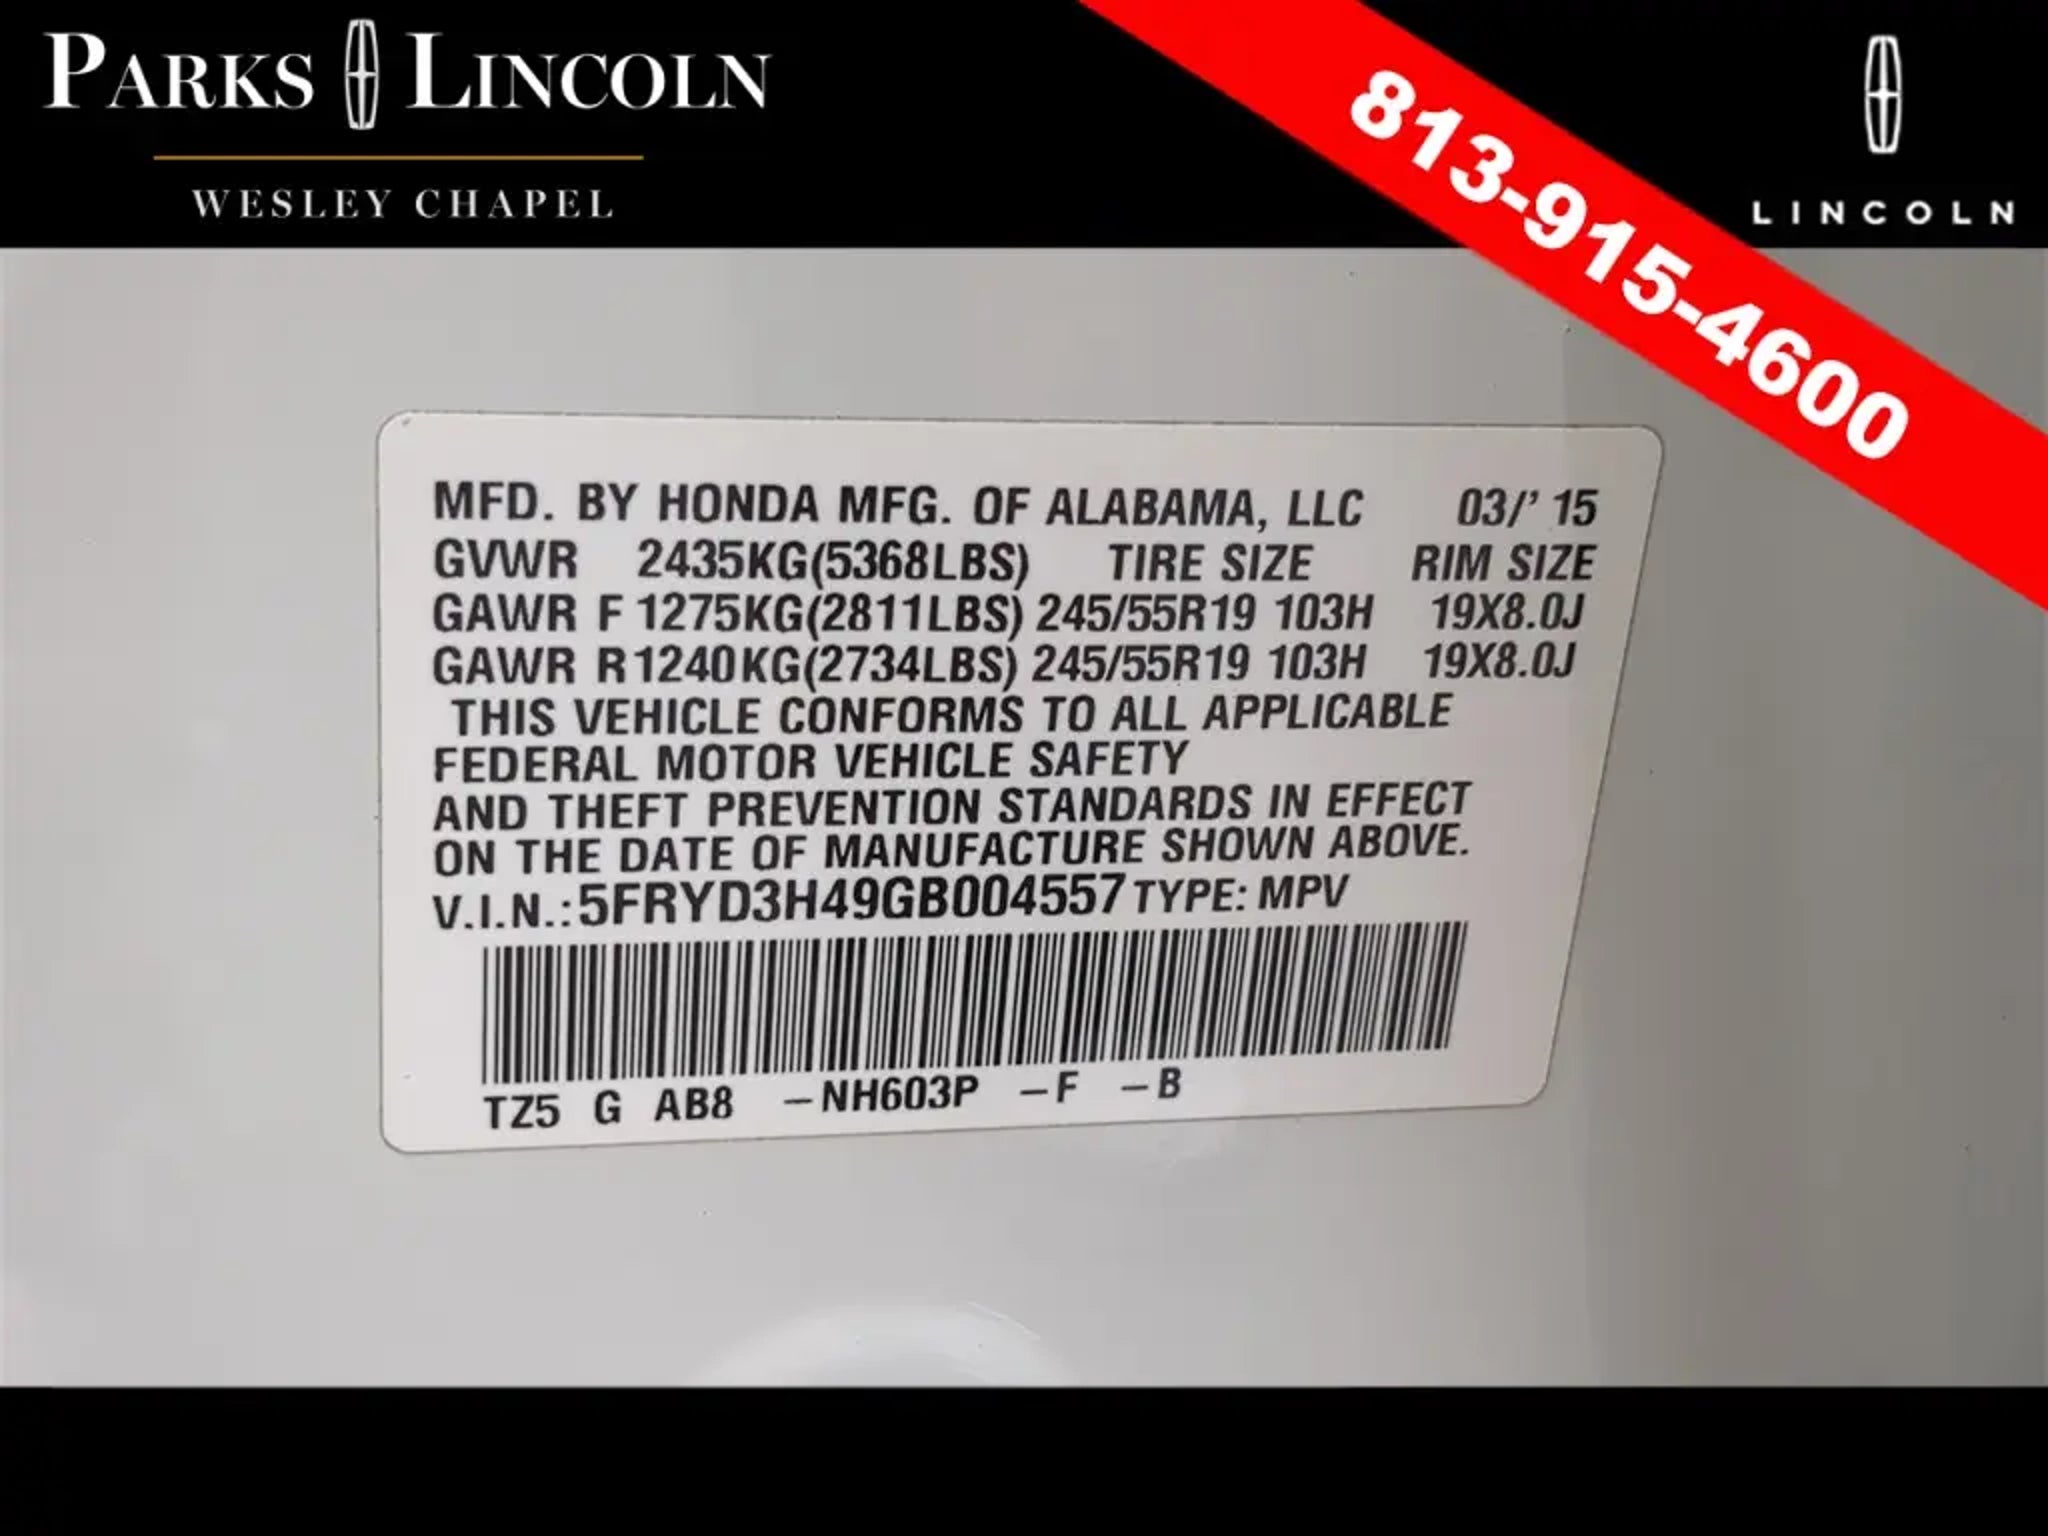 PARKS LINCOLN
WESLEY CHAPEL
813-915-4600
LINCOLN
MFD. BY HONDA MFG. OF ALABAMA, LLC 03/' 15
GVWR 2435KG(5368LBS) TIRE SIZE RIM SIZE
GAWR F 1275KG(2811LBS) 245/55R19 103H 19X8.0J
GAWR R 1240KG(2734LBS) 245/55R19 103H 19X8.0J
THIS VEHICLE CONFORMS TO ALL APPLICABLE
FEDERAL MOTOR VEHICLE SAFETY
AND THEFT PREVENTION STANDARDS IN EFFECT
ON THE DATE OF MANUFACTURE SHOWN ABOVE.
V.I.N.:5FRYD3H49GB004557 TYPE: MPV
TZ5 G AB8 –NH603P –F –B